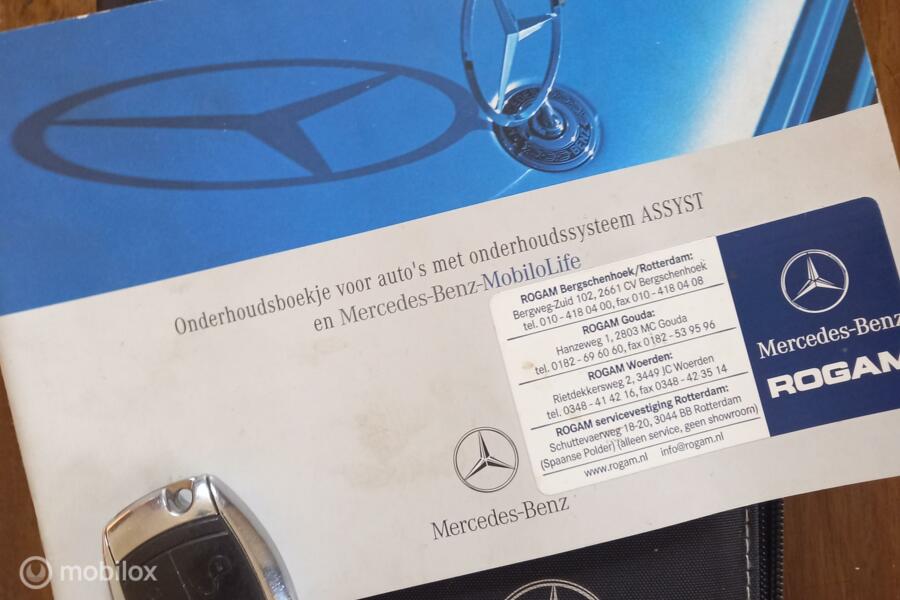 BENZ
Onderhoudsboekje voor auto's met onderhoudssysteem ASSYST
en Mercedes-Benz-MobiloLife
ROGAM Bergschenhoek/Rotterdam:
Bergweg-Zuid 102, 2661 CV Bergschenhoek
tel. 010-418 04 00, fax 010-418 04 08
ROGAM Gouda:
Hanzeweg 1, 2803 MC Gouda
tel. 0182-69 60 60, fax 0182-53 95 96
ROGAM Woerden:
Rietdekkersweg 2, 3449 JC Woerden
tel. 0348-41 42 16, fax 0348-42 35 14
ROGAM servicevestiging Rotterdam:
Schuttevaerweg 18-20, 3044 BB Rotterdam
(Spaanse Polder) (alleen service, geen showroom)
www.rogam.nl info@rogam.nl
Mercedes-Benz
ROGAM
Mercedes-Benz
mobilox